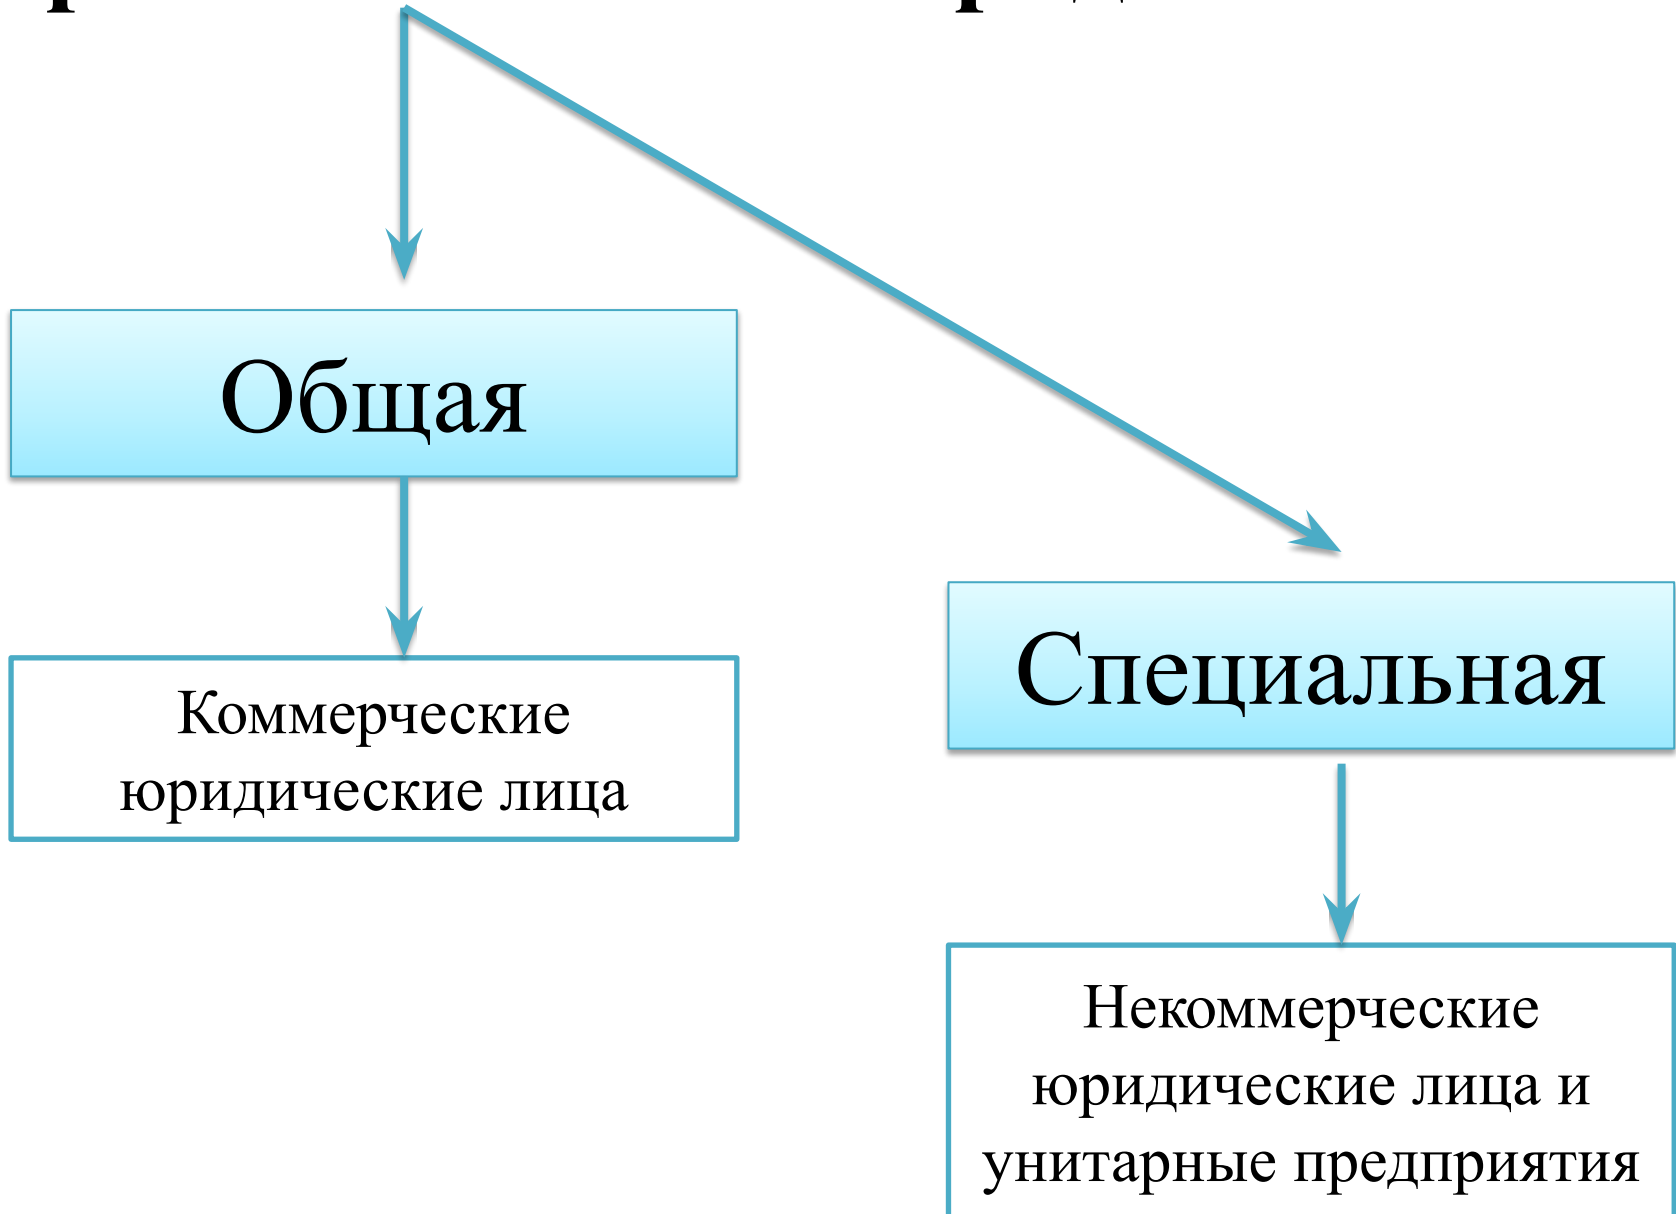 Общая
Коммерческие
юридические лица
Специальная
Некоммерческие
юридические лица и
унитарные предприятия